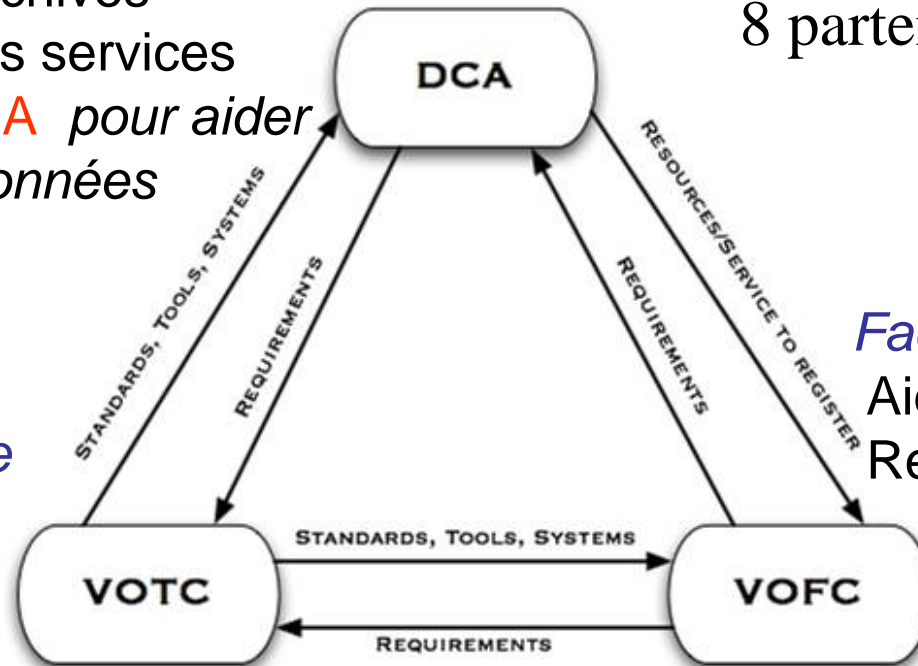 s services
8 parte
DCA
A pour aider
onnées
RESOURCES/SERVICE TO REGISTER
STANDARDS, TOOLS, SYSTEMS
REQUIREMENTS
REQUIREMENTS
Fa
Aid
Re
e
STANDARDS, TOOLS, SYSTEMS
VOTC
VOFC
REQUIREMENTS